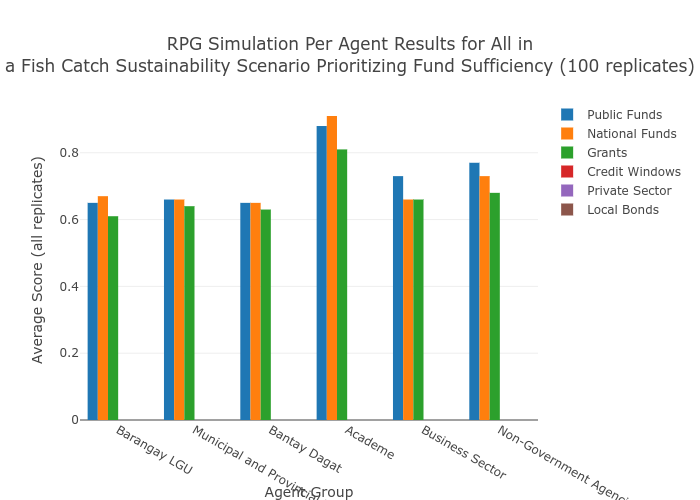 RPG Simulation Per Agent Results for All in
a Fish Catch Sustainability Scenario Prioritizing Fund Sufficiency (100 replicates)
Public Funds
National Funds
Grants
Credit Windows
Private Sector
Local Bonds
Average Score (all replicates)
0.8
0.6
0.4
0.2
0
Barangay LGU
Municipal and
Bantay Dagat
Academe
Business Sector
Non-Government
Agent Group